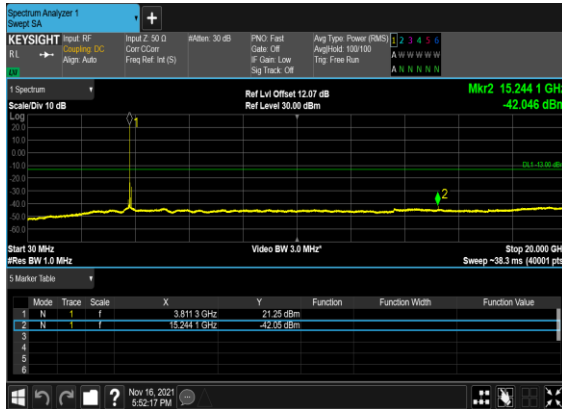 Spectrum Analyzer 1
Swept SA
+
KEYSIGHT Input: RF Input Z: 50 Ω #Atten: 30 dB PNO: Fast Avg Type: Power (RMS) 1 2 3 4 5 6
RL Coupling: DC Corr CCorr Gate: Off Avg|Hold: 100/100 A W W W W W
Align: Auto Freq Ref: Int (S) IF Gain: Low Trig: Free Run
LXI Sig Track: Off A N N N N N
1 Spectrum Ref Lvl Offset 12.07 dB Mkr2 15.244 1 GHz
Scale/Div 10 dB Ref Level 30.00 dBm -42.046 dBm
Log
20.0
10.0
0.00
-10.0
DL1 -13.00 dBm
-20.0
-30.0
-40.0
-50.0
-60.0
1
2
Start 30 MHz Video BW 3.0 MHz* Stop 20.000 GHz
#Res BW 1.0 MHz Sweep ~38.3 ms (40001 pts)
5 Marker Table
Mode Trace Scale X Y Function Function Width Function Value
1 N 1 f 3.811 3 GHz 21.25 dBm
2 N 1 f 15.244 1 GHz -42.05 dBm
3
4
5
6
? Nov 16, 2021
5:52:17 PM